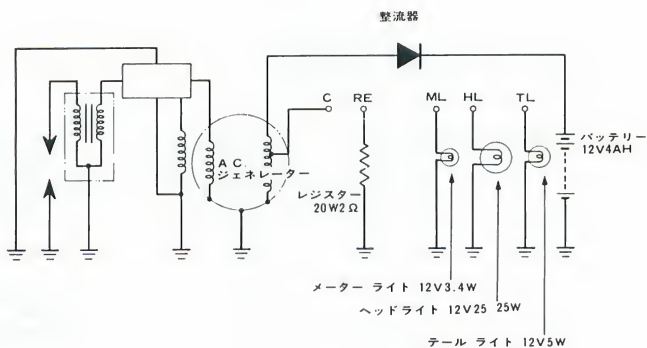 整流器
C RE ML HL TL
バッテリー
12V4AH
A.C.
ジェネレーター
レジスター
20W2Ω
メーター ライト 12V3.4W
ヘッドライト 12V25 25W
テール ライト 12V5W